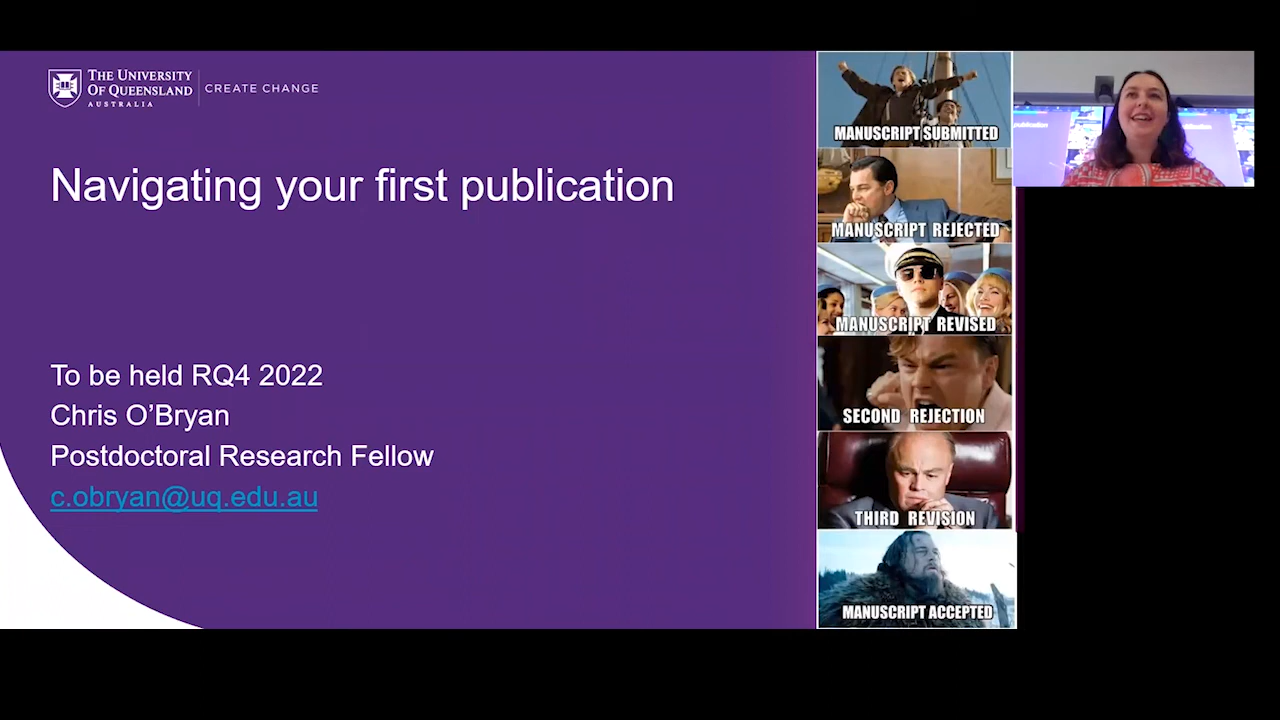 THE UNIVERSITY
OF QUEENSLAND
AUSTRALIA
CREATE CHANGE
Navigating your first publication
To be held RQ4 2022
Chris O’Bryan
Postdoctoral Research Fellow
c.obryan@uq.edu.au
MANUSCRIPT SUBMITTED
MANUSCRIPT REJECTED
MANUSCRIPT REVISED
SECOND REJECTION
THIRD REVISION
MANUSCRIPT ACCEPTED
publication